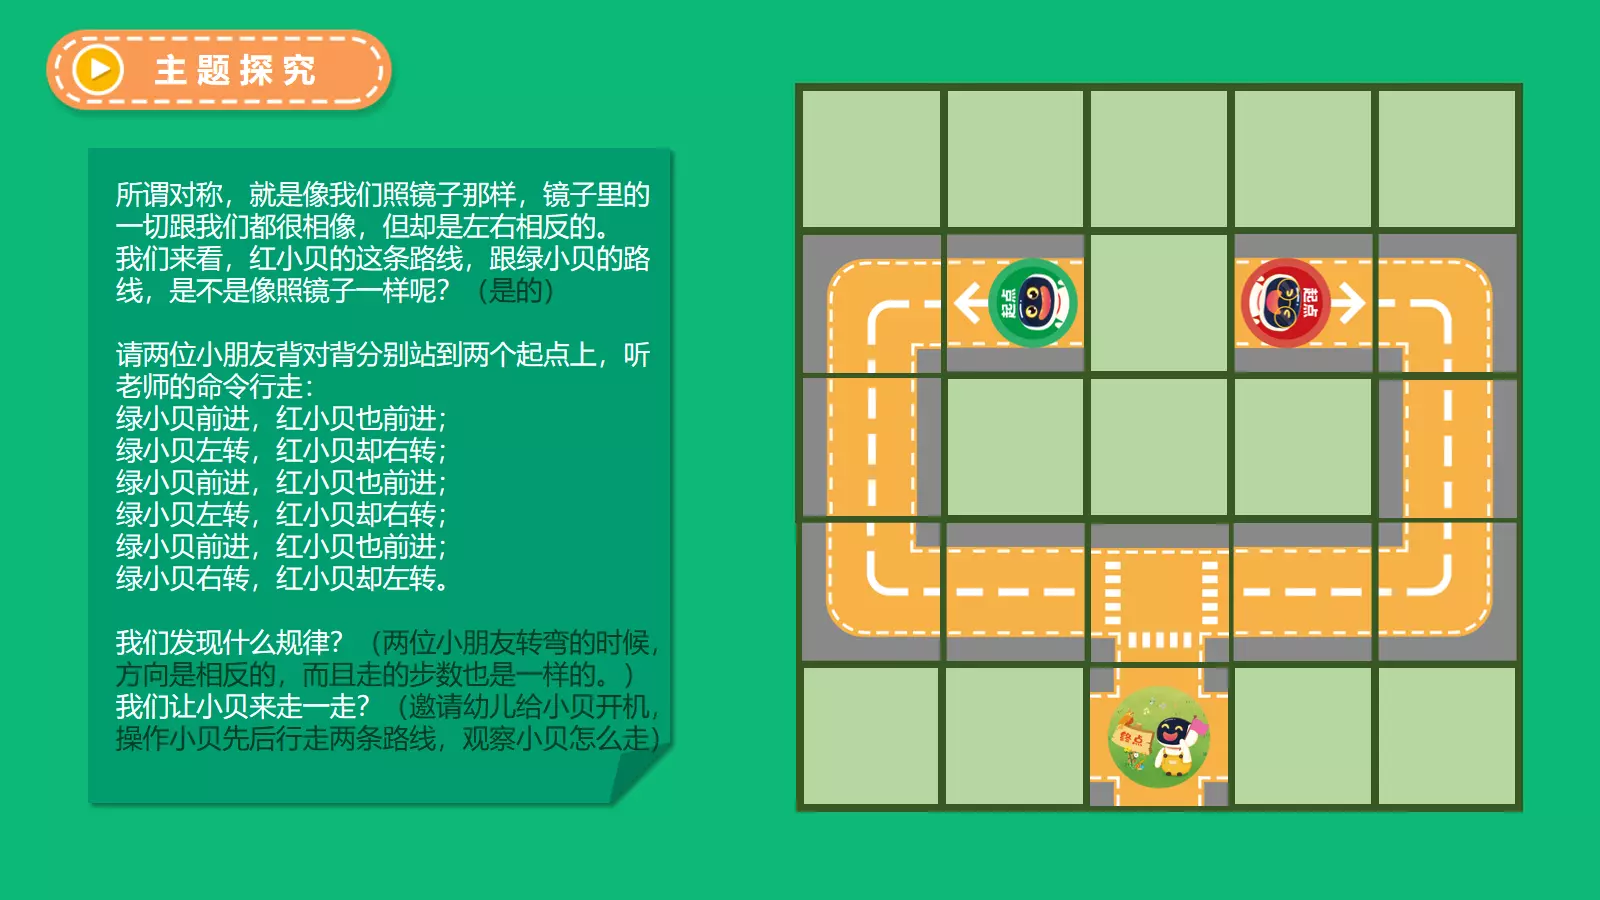 主题探究
所谓对称，就是像我们照镜子那样，镜子里的
一切跟我们都很相像，但却是左右相反的。
我们来看，红小贝的这条路线，跟绿小贝的路
线，是不是像照镜子一样呢？（是的）
请两位小朋友背对背分别站到两个起点上，听
老师的命令行走：
绿小贝前进，红小贝也前进；
绿小贝左转，红小贝却右转；
绿小贝前进，红小贝也前进；
绿小贝左转，红小贝却右转；
绿小贝前进，红小贝也前进；
绿小贝右转，红小贝却左转。
我们发现什么规律？（两位小朋友转弯的时候，
方向是相反的，而且走的步数也是一样的。）
我们让小贝来走一走？（邀请幼儿给小贝开机，
操作小贝先后行走两条路线，观察小贝怎么走）
起点
起点
终点